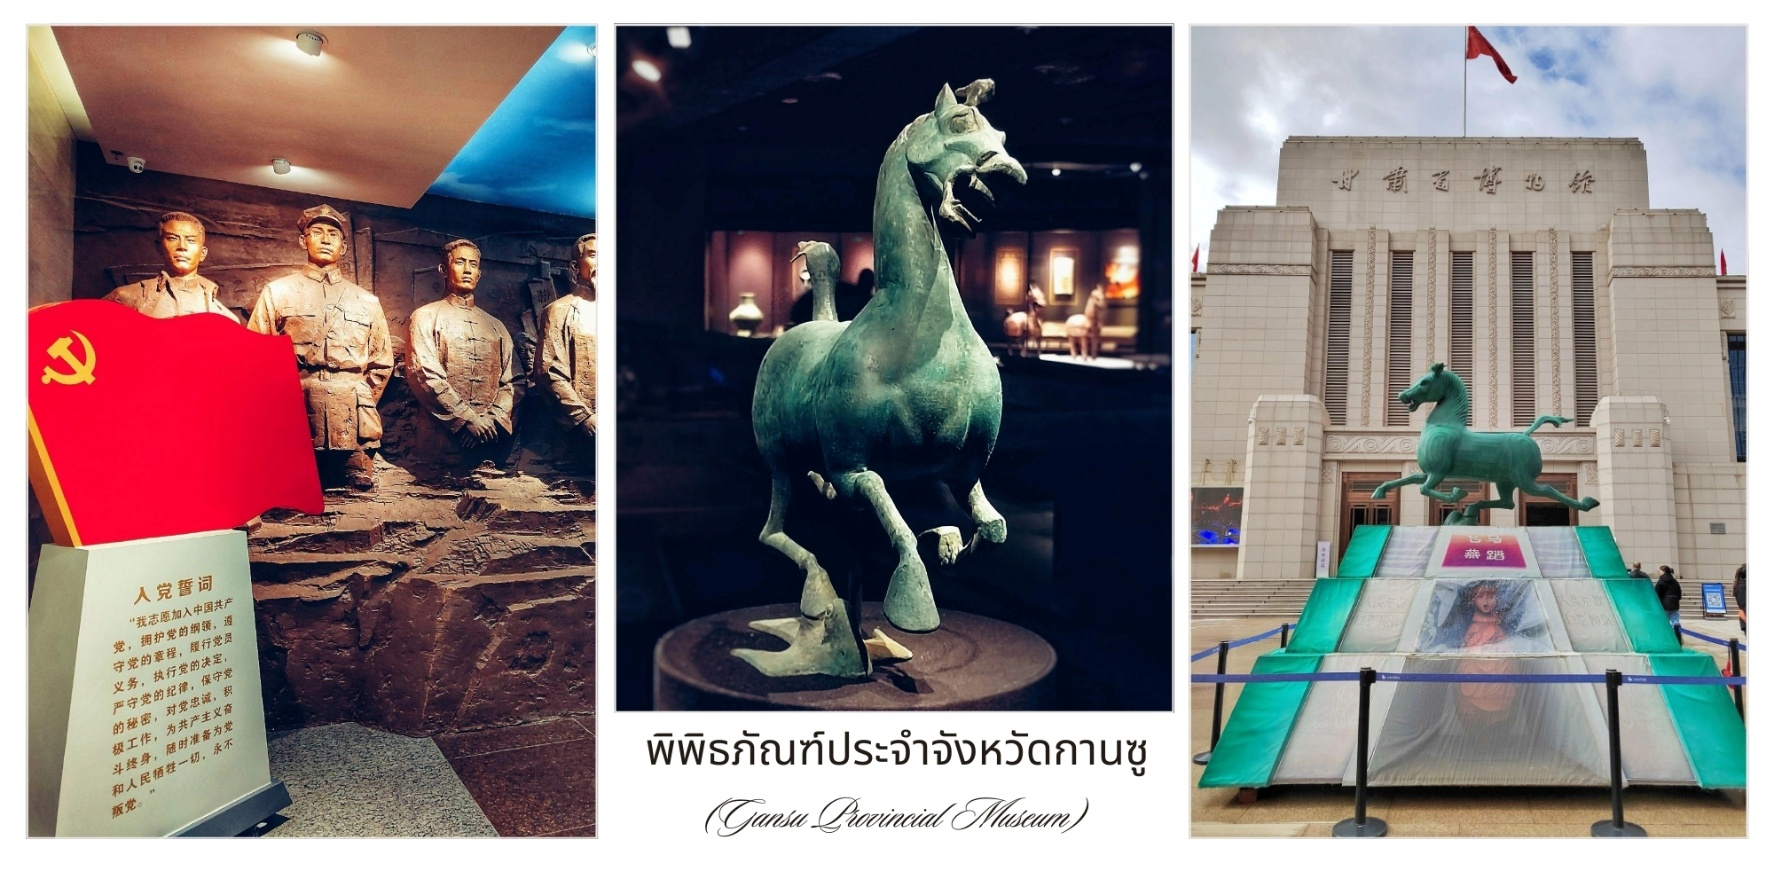 入党誓词
“我志愿加入中国共产
党，拥护党的纲领，遵
守党的章程，履行党员
义务，执行党的决定，
严守党的纪律，保守党
的秘密，对党忠诚，积
极工作，为共产主义奋
斗终身，随时准备为党
和人民牺牲一切，永不
叛党。”
พิพิธภัณฑ์ประจำจังหวัดกานซู
(Gansu Provincial Museum)
甘肃省博物馆
燕蹈